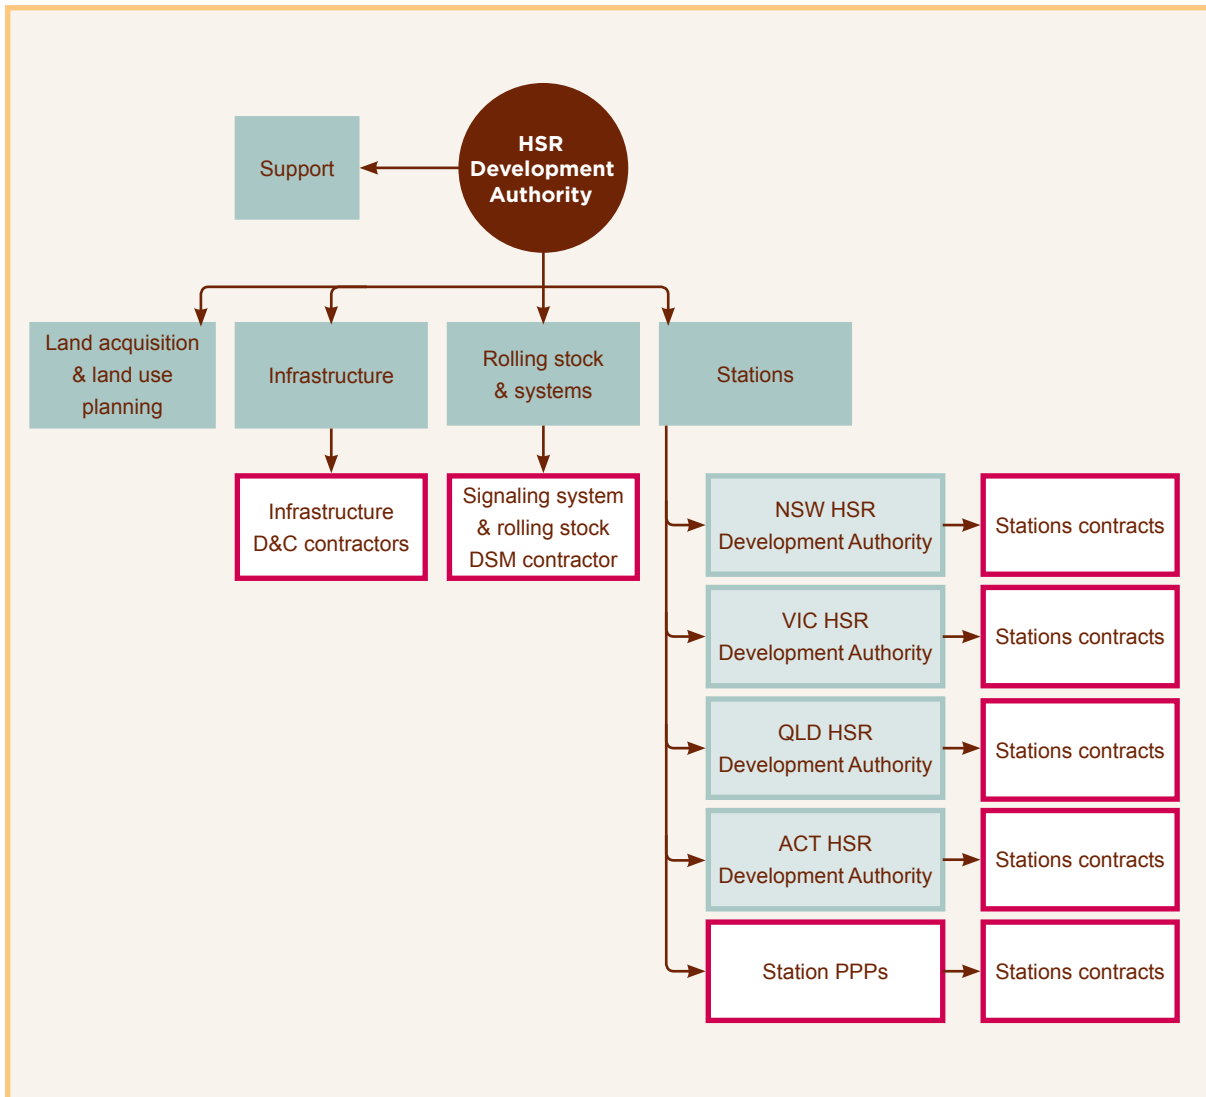 HSR
Development
Authority
Support
Land acquisition
& land use
planning
Infrastructure
Rolling stock
& systems
Stations
Infrastructure
D&C contractors
Signaling system
& rolling stock
DSM contractor
NSW HSR
Development Authority
Stations contracts
VIC HSR
Development Authority
Stations contracts
QLD HSR
Development Authority
Stations contracts
ACT HSR
Development Authority
Stations contracts
Station PPPs
Stations contracts